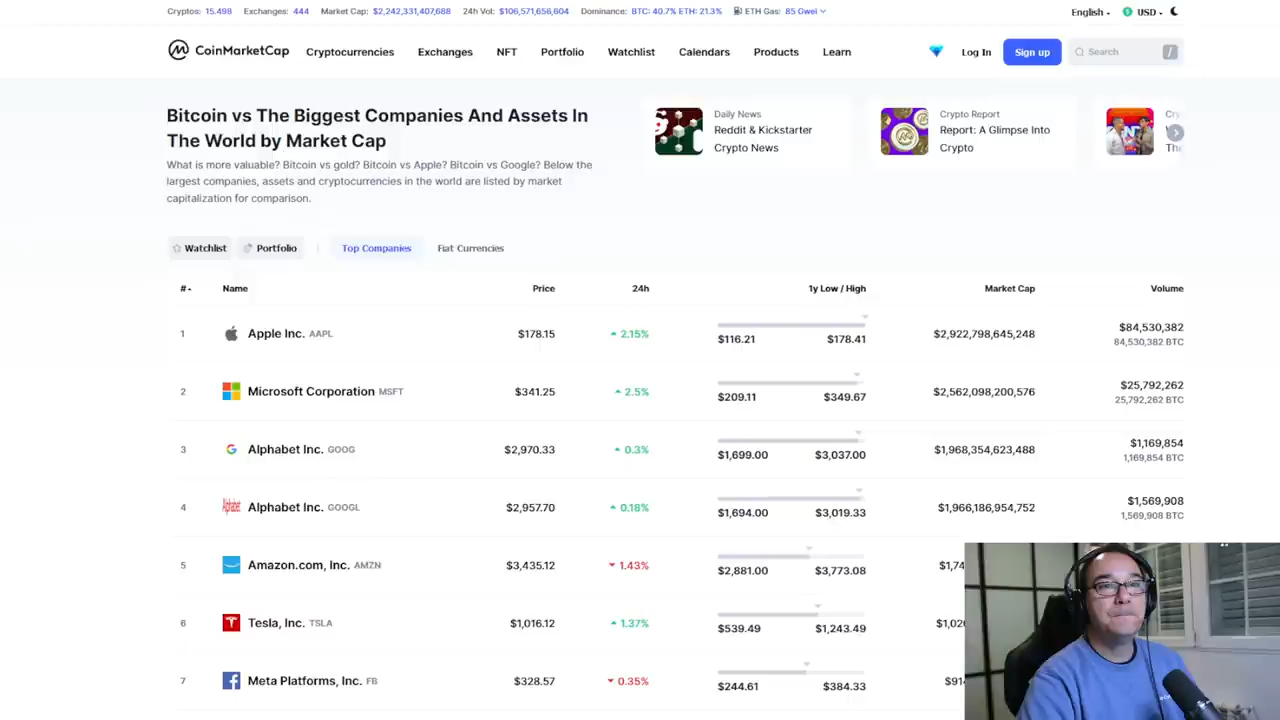 Cryptos: 15.498 Exchanges: 444 Market Cap: $2,242,331,407,688 24h Vol: $106,571,656,604 Dominance: BTC: 40.7% ETH: 21.3% ETH Gas: 85 Gwei English USD
CoinMarketCap Cryptocurrencies Exchanges NFT Portfolio Watchlist Calendars Products Learn Log In Sign up Search /
Bitcoin vs The Biggest Companies And Assets In
The World by Market Cap
What is more valuable? Bitcoin vs gold? Bitcoin vs Apple? Bitcoin vs Google? Below the
largest companies, assets and cryptocurrencies in the world are listed by market
capitalization for comparison.
Daily News
Reddit & Kickstarter
Crypto News
Crypto Report
Report: A Glimpse Into
Crypto
Cry
The
Watchlist Portfolio Top Companies Fiat Currencies
# Name Price 24h 1y Low / High Market Cap Volume
1 Apple Inc. AAPL $178.15 2.15% $116.21 $178.41 $2,922,798,645,248 $84,530,382
84,530,382 BTC
2 Microsoft Corporation MSFT $341.25 2.5% $209.11 $349.67 $2,562,098,200,576 $25,792,262
25,792,262 BTC
3 Alphabet Inc. GOOG $2,970.33 0.3% $1,699.00 $3,037.00 $1,968,354,623,488 $1,169,854
1,169,854 BTC
4 Alphabet Inc. GOOGL $2,957.70 0.18% $1,694.00 $3,019.33 $1,966,186,954,752 $1,569,908
1,569,908 BTC
5 Amazon.com, Inc. AMZN $3,435.12 1.43% $2,881.00 $3,773.08 $1,74
6 Tesla, Inc. TSLA $1,016.12 1.37% $539.49 $1,243.49 $1,020
7 Meta Platforms, Inc. FB $328.57 0.35% $244.61 $384.33 $914